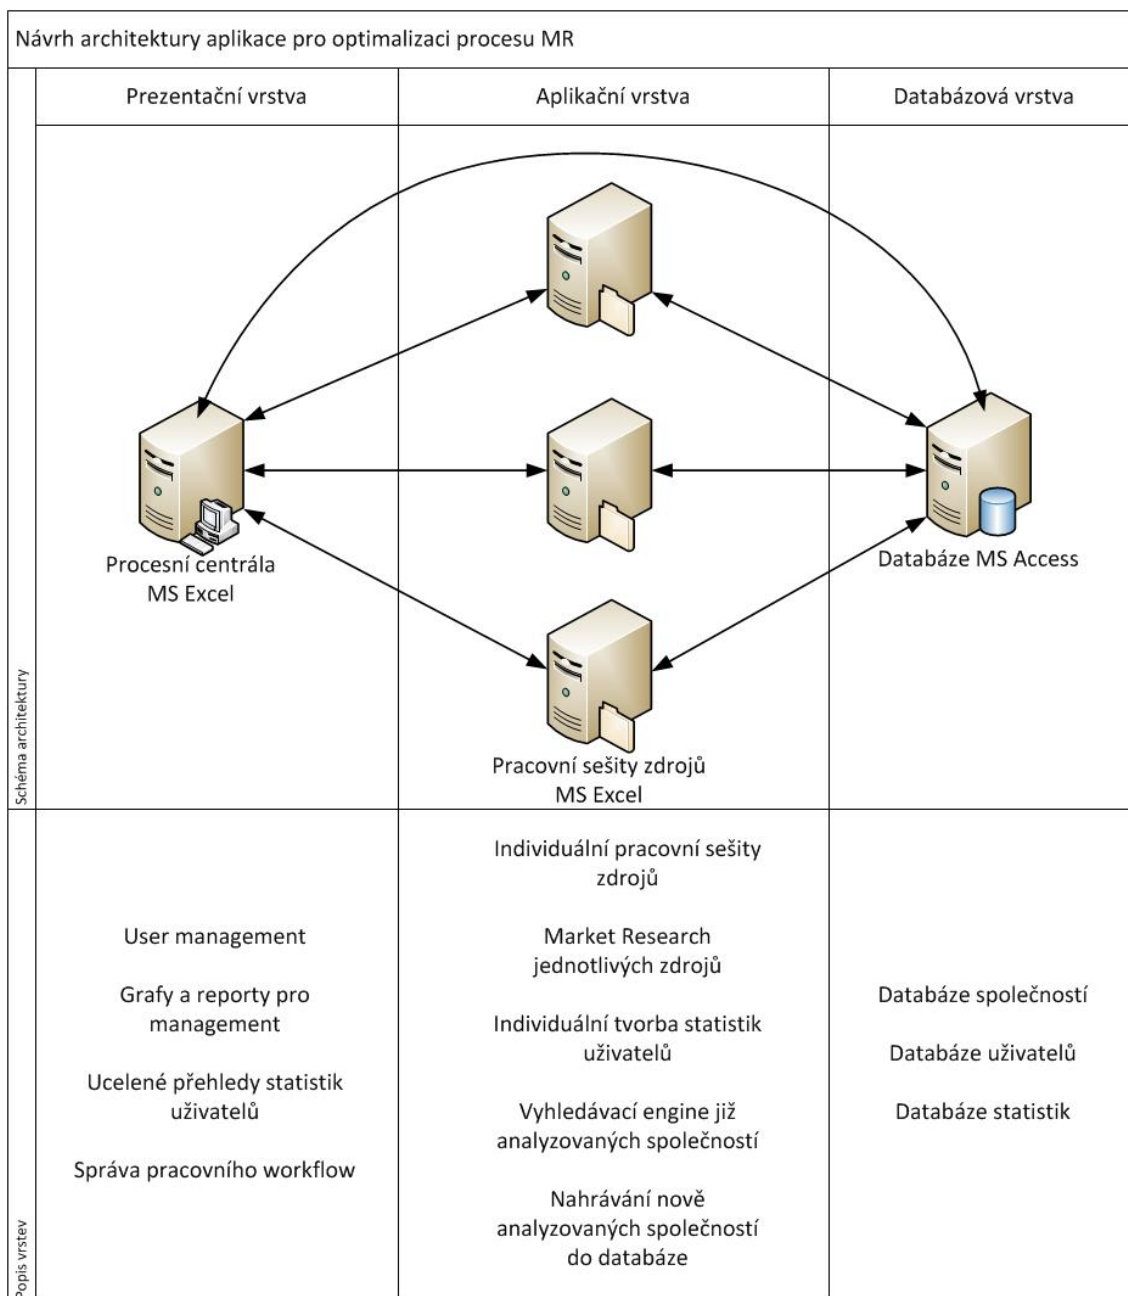 Návrh architektury aplikace pro optimalizaci procesu MR
Prezentační vrstva
Aplikační vrstva
Databázová vrstva
Schéma architektury
Procesní centrála
MS Excel
Pracovní sešity zdrojů
MS Excel
Databáze MS Access
Popis vrstev
User management
Grafy a reporty pro
management
Ucelené přehledy statistik
uživatelů
Správa pracovního workflow
Individuální pracovní sešity
zdrojů
Market Research
jednotlivých zdrojů
Individuální tvorba statistik
uživatelů
Vyhledávací engine již
analyzovaných společností
Nahrávání nově
analyzovaných společností
do databáze
Databáze společností
Databáze uživatelů
Databáze statistik